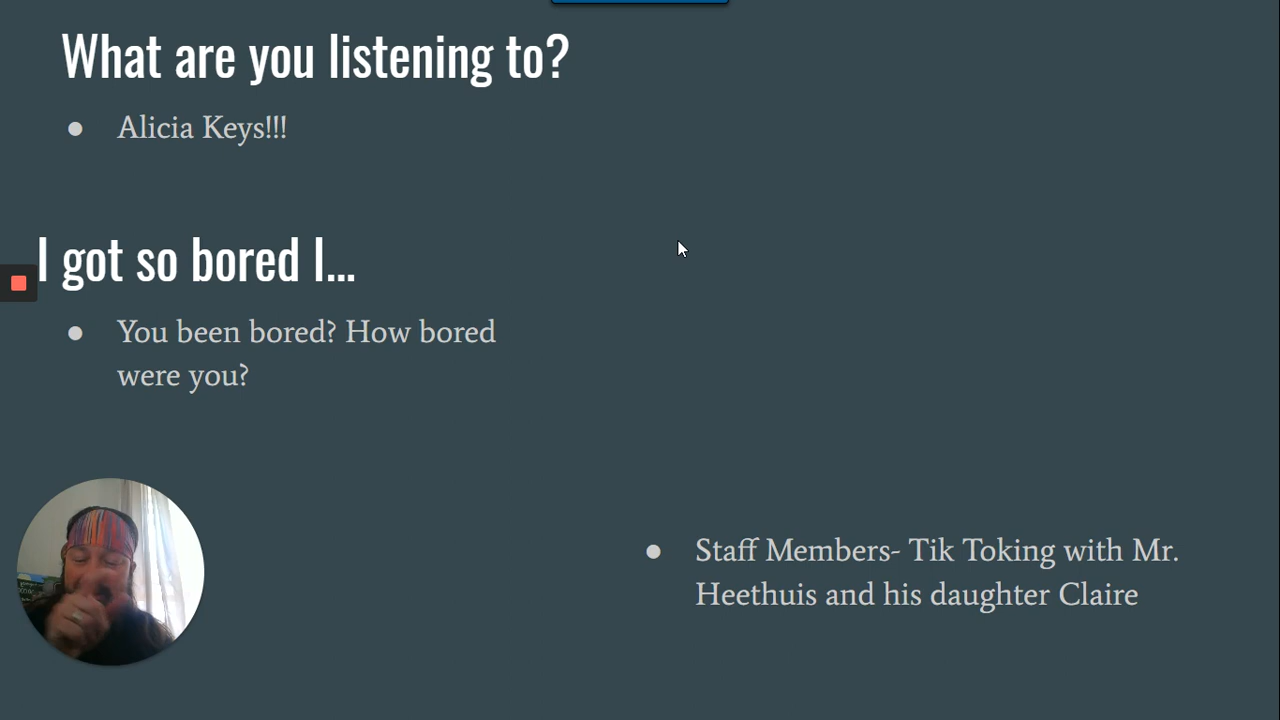 What are you listening to?
● Alicia Keys!!!
I got so bored I...
● You been bored? How bored
were you?
● Staff Members- Tik Toking with Mr.
Heethuis and his daughter Claire